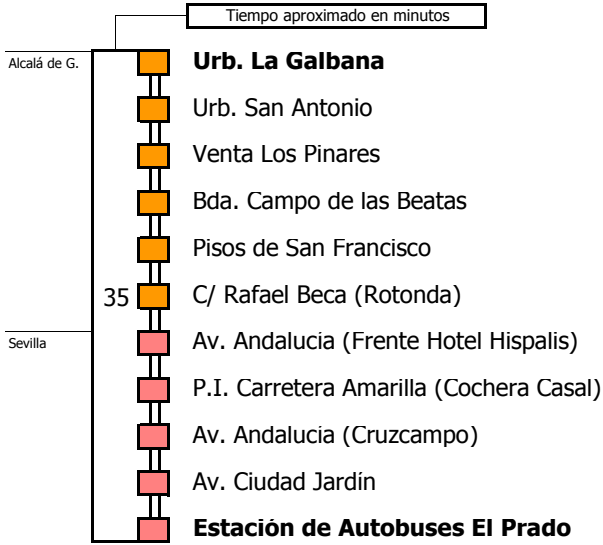 Tiempo aproximado en minutos
Alcalá de G.
Urb. La Galbana
Urb. San Antonio
Venta Los Pinares
Bda. Campo de las Beatas
Pisos de San Francisco
35
C/ Rafael Beca (Rotonda)
Sevilla
Av. Andalucia (Frente Hotel Hispalis)
P.I. Carretera Amarilla (Cochera Casal)
Av. Andalucia (Cruzcampo)
Av. Ciudad Jardín
Estación de Autobuses El Prado